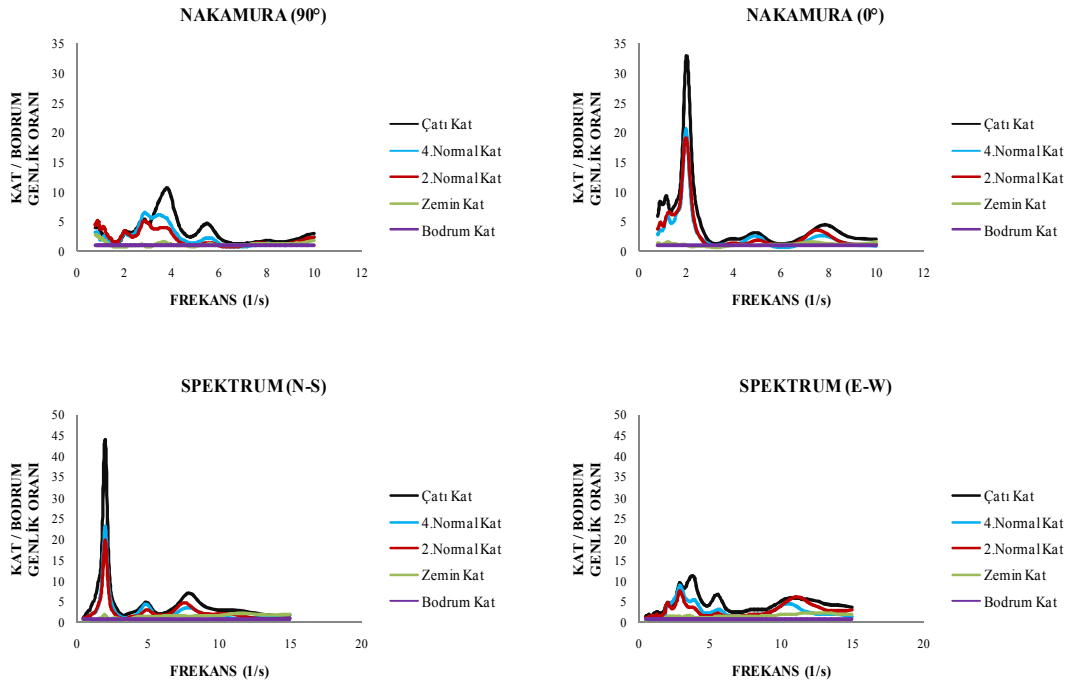 NAKAMURA (90°)
KAT / BODRUM
GENLİK ORANI
35
30
25
20
15
10
5
0
0 2 4 6 8 10 12
FREKANS (1/s)
Çatı Kat
4.Normal Kat
2.Normal Kat
Zemin Kat
Bodrum Kat
NAKAMURA (0°)
KAT / BODRUM
GENLİK ORANI
35
30
25
20
15
10
5
0
0 2 4 6 8 10 12
FREKANS (1/s)
Çatı Kat
4.Normal Kat
2.Normal Kat
Zemin Kat
Bodrum Kat
SPEKTRUM (N-S)
KAT / BODRUM
GENLİK ORANI
50
45
40
35
30
25
20
15
10
5
0
0 5 10 15 20
FREKANS (1/s)
Çatı Kat
4.Normal Kat
2.Normal Kat
Zemin Kat
Bodrum Kat
SPEKTRUM (E-W)
KAT / BODRUM
GENLİK ORANI
50
45
40
35
30
25
20
15
10
5
0
0 5 10 15 20
FREKANS (1/s)
Çatı Kat
4.Normal Kat
2.Normal Kat
Zemin Kat
Bodrum Kat